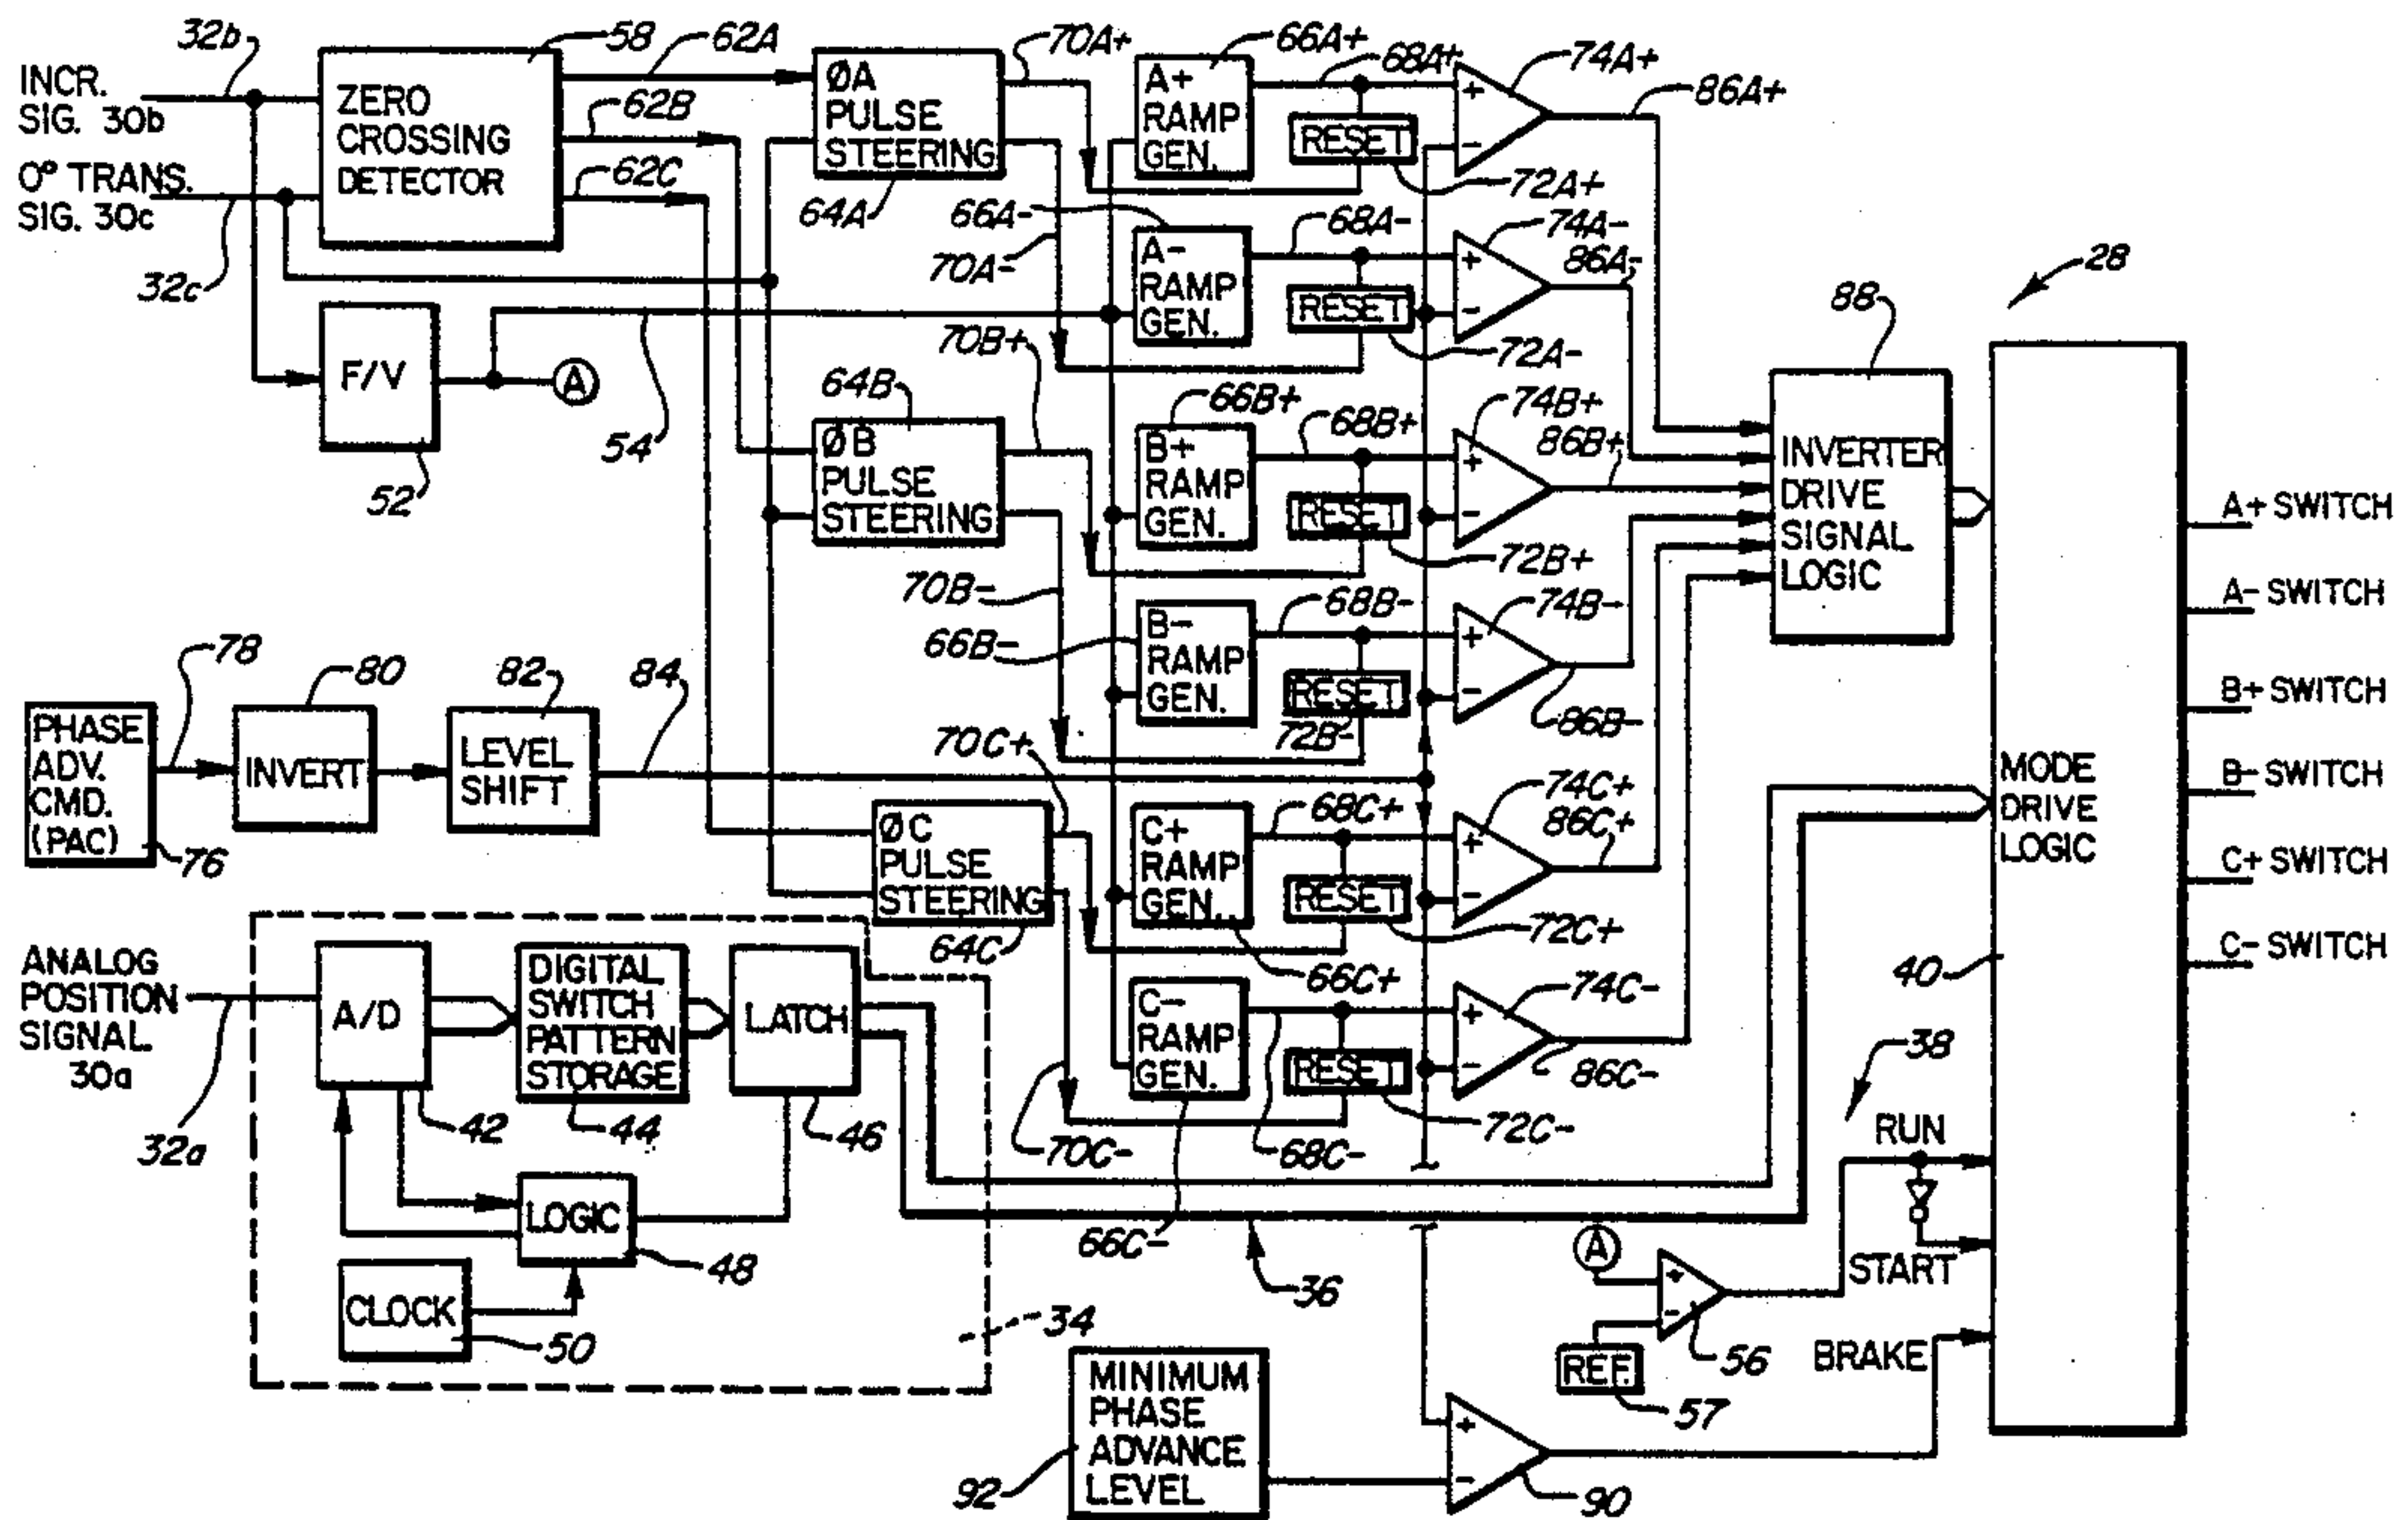 32b
58
62A
70A+
66A+
68A+
74A+
86A+
INCR.
SIG. 30b
ZERO
CROSSING
DETECTOR
62B
62C
ØA
PULSE
STEERING
A+
RAMP
GEN.
RESET
+
−
72A+
0° TRANS.
SIG. 30c
32c
64A
66A-
70A-
68A-
74A-
86A-
A-
RAMP
GEN.
RESET
+
−
72A-
28
88
F/V
A
52
54
64B
70B+
66B+
68B+
74B+
86B+
ØB
PULSE
STEERING
B+
RAMP
GEN.
RESET
+
−
72B+
INVERTER
DRIVE
SIGNAL
LOGIC
A+ SWITCH
A- SWITCH
B+ SWITCH
B- SWITCH
C+ SWITCH
C- SWITCH
70B-
66B-
68B-
74B-
B-
RAMP
GEN.
RESET
+
−
72B-
86B-
PHASE
ADV.
CMD.
(PAC)
76
78
80
INVERT
82
LEVEL
SHIFT
84
70C+
68C+
74C+
86C+
ØC
PULSE
STEERING
64C
C+
RAMP
GEN.
RESET
+
−
72C+
66C+
MODE
DRIVE
LOGIC
40
ANALOG
POSITION
SIGNAL
30a
32a
A/D
42
DIGITAL
SWITCH
PATTERN
STORAGE
44
LATCH
46
C-
RAMP
GEN.
RESET
+
−
74C-
86C-
72C-
70C-
68C-
66C-
LOGIC
48
CLOCK
50
34
36
38
RUN
START
BRAKE
A
+
−
56
REF.
57
MINIMUM
PHASE
ADVANCE
LEVEL
92
+
−
90